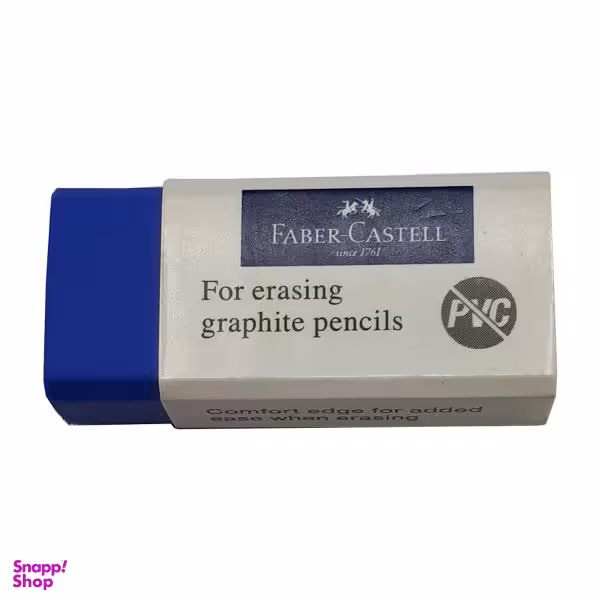 FABER-CASTELL
since 1761
For erasing
graphite pencils
PVC
Comfort edge for added
ease when erasing
Snapp!
Shop